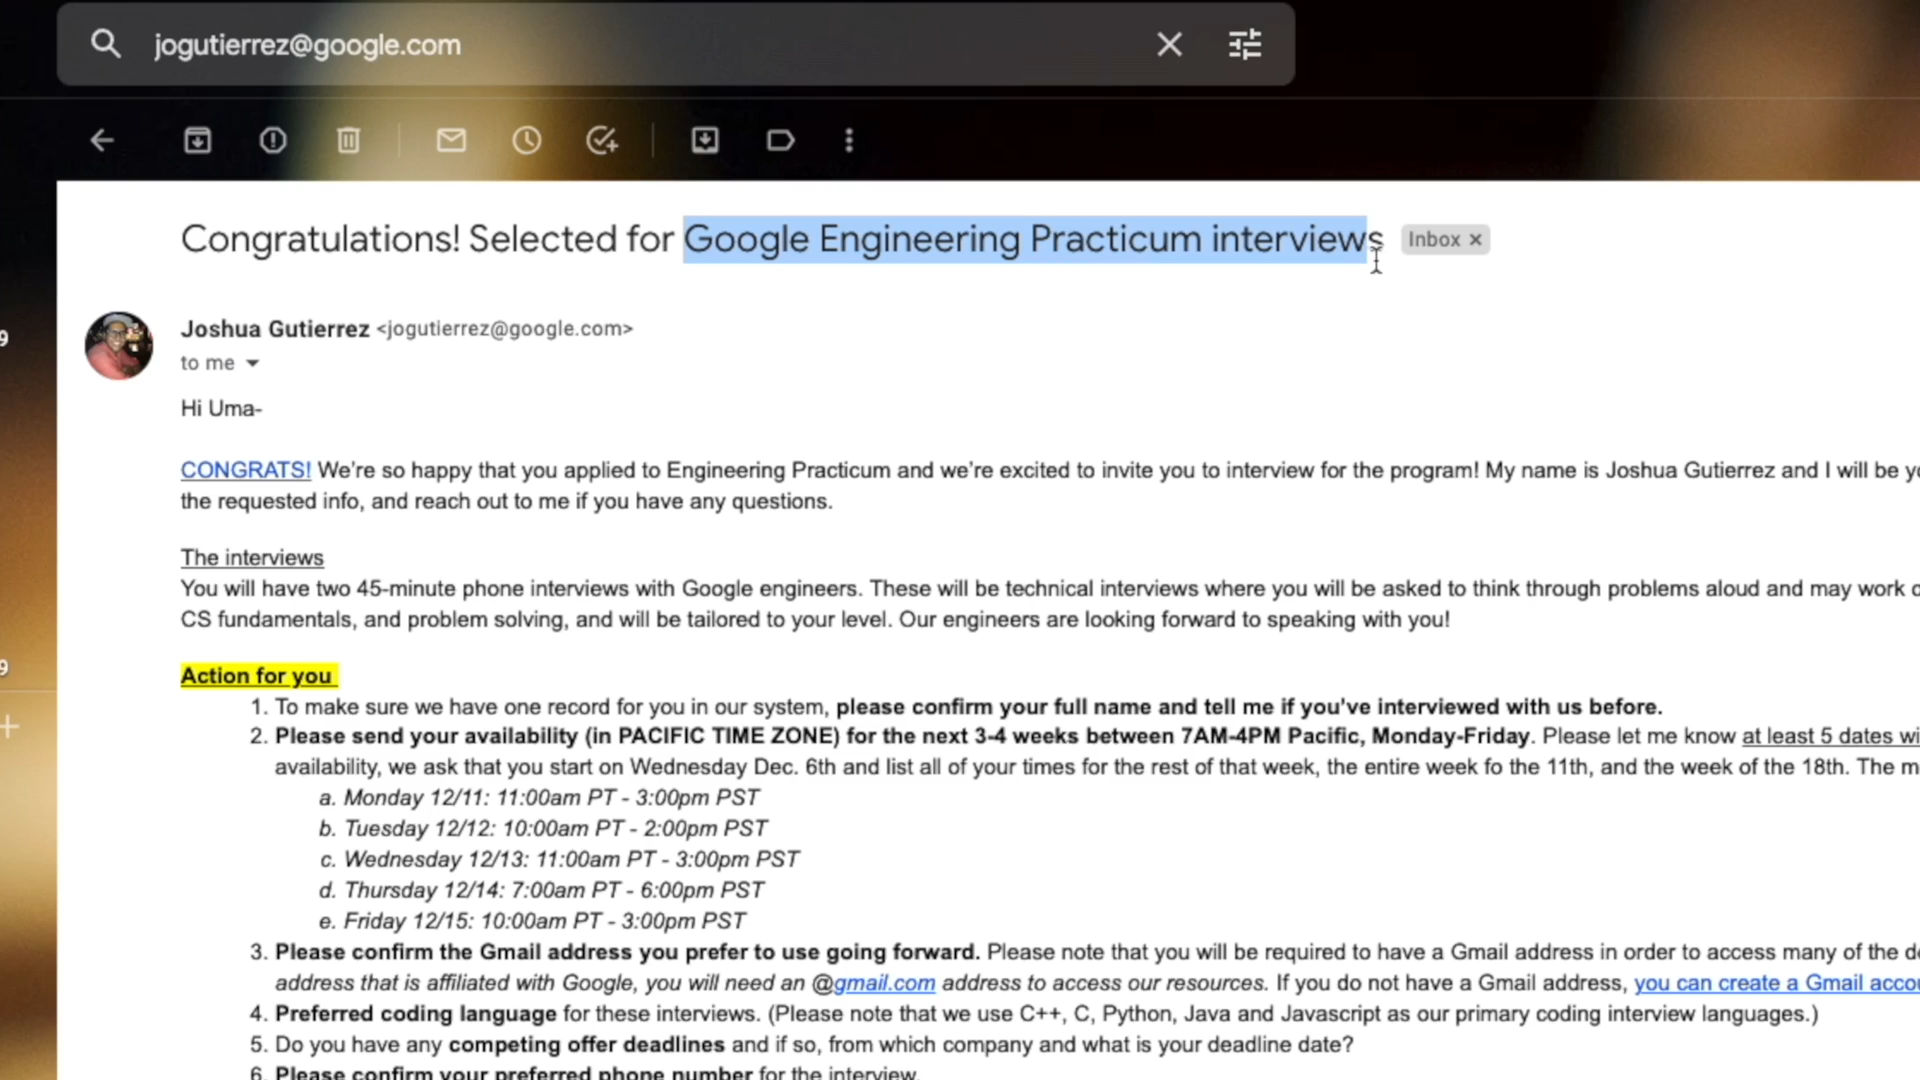 jogutierrez@google.com
Congratulations! Selected for Google Engineering Practicum interviews Inbox x
Joshua Gutierrez <jogutierrez@google.com>
9
to me
Hi Uma-
CONGRATS! We're so happy that you applied to Engineering Practicum and we're excited to invite you to interview for the program! My name is Joshua Gutierrez and I will be
the requested info, and reach out to me if you have any questions.
The interviews
You will have two 45-minute phone interviews with Google engineers. These will be technical interviews where you will be asked to think through problems aloud and may work
CS fundamentals, and problem solving, and will be tailored to your level. Our engineers are looking forward to speaking with you!
9
Action for you
1. To make sure we have one record for you in our system, please confirm your full name and tell me if you've interviewed with us before.
2. Please send your availability (in PACIFIC TIME ZONE) for the next 3-4 weeks between 7AM-4PM Pacific, Monday-Friday. Please let me know at least 5 dates
availability, we ask that you start on Wednesday Dec. 6th and list all of your times for the rest of that week, the entire week fo the 11th, and the week of the 18th. The
a. Monday 12/11: 11:00am PT - 3:00pm PST
b. Tuesday 12/12: 10:00am PT - 2:00pm PST
c. Wednesday 12/13: 11:00am PT - 3:00pm PST
d. Thursday 12/14: 7:00am PT - 6:00pm PST
e. Friday 12/15: 10:00am PT - 3:00pm PST
3. Please confirm the Gmail address you prefer to use going forward. Please note that you will be required to have a Gmail address in order to access many of the
address that is affiliated with Google, you will need an @gmail.com address to access our resources. If you do not have a Gmail address, you can create a Gmail
4. Preferred coding language for these interviews. (Please note that we use C++, C, Python, Java and Javascript as our primary coding interview languages.)
5. Do you have any competing offer deadlines and if so, from which company and what is your deadline date?
6. Please confirm your preferred phone number for the interview.